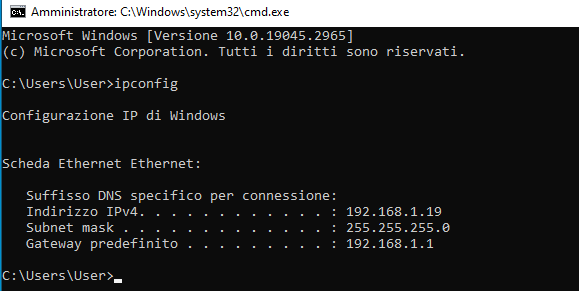 Amministratore: C:\Windows\system32\cmd.exe
Microsoft Windows [Versione 10.0.19045.2965]
(c) Microsoft Corporation. Tutti i diritti sono riservati.
C:\Users\User>ipconfig
Configurazione IP di Windows
Scheda Ethernet Ethernet:
Suffisso DNS specifico per connessione:
Indirizzo IPv4. . . . . . . . . . . . : 192.168.1.19
Subnet mask . . . . . . . . . . . . . : 255.255.255.0
Gateway predefinito . . . . . . . . . : 192.168.1.1
C:\Users\User>